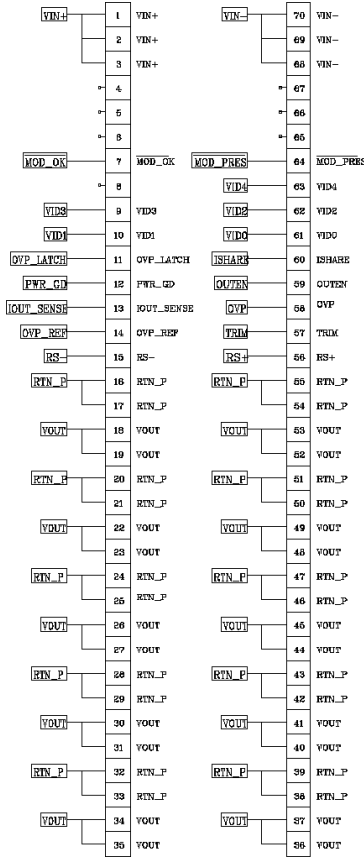 VIN+ 1 VIN+ VIN- 70 VIN-
2 VIN+ 69 VIN-
3 VIN+ 68 VIN-
4 67
5 66
6 65
MOD_OK 7 MOD_OK MOD_PRES 64 MOD_PRES
8 VID4 63 VID4
VID3 9 VID3 VID2 62 VID2
VID1 10 VID1 VID0 61 VID0
OVP_LATCH 11 OVP_LATCH ISHARE 60 ISHARE
PWR_GD 12 PWR_GD OUTEN 59 OUTEN
IOUT_SENSE 13 IOUT_SENSE OVP 58 OVP
OVP_REF 14 OVP_REF TRIM 57 TRIM
RS- 15 RS- RS+ 56 RS+
RTN_P 16 RTN_P RTN_P 55 RTN_P
17 RTN_P 54 RTN_P
VOUT 18 VOUT VOUT 53 VOUT
19 VOUT 52 VOUT
RTN_P 20 RTN_P RTN_P 51 RTN_P
21 RTN_P 50 RTN_P
VOUT 22 VOUT VOUT 49 VOUT
23 VOUT 48 VOUT
RTN_P 24 RTN_P RTN_P 47 RTN_P
25 RTN_P 46 RTN_P
VOUT 26 VOUT VOUT 45 VOUT
27 VOUT 44 VOUT
RTN_P 28 RTN_P RTN_P 43 RTN_P
29 RTN_P 42 RTN_P
VOUT 30 VOUT VOUT 41 VOUT
31 VOUT 40 VOUT
RTN_P 32 RTN_P RTN_P 39 RTN_P
33 RTN_P 38 RTN_P
VOUT 34 VOUT VOUT 37 VOUT
35 VOUT 36 VOUT